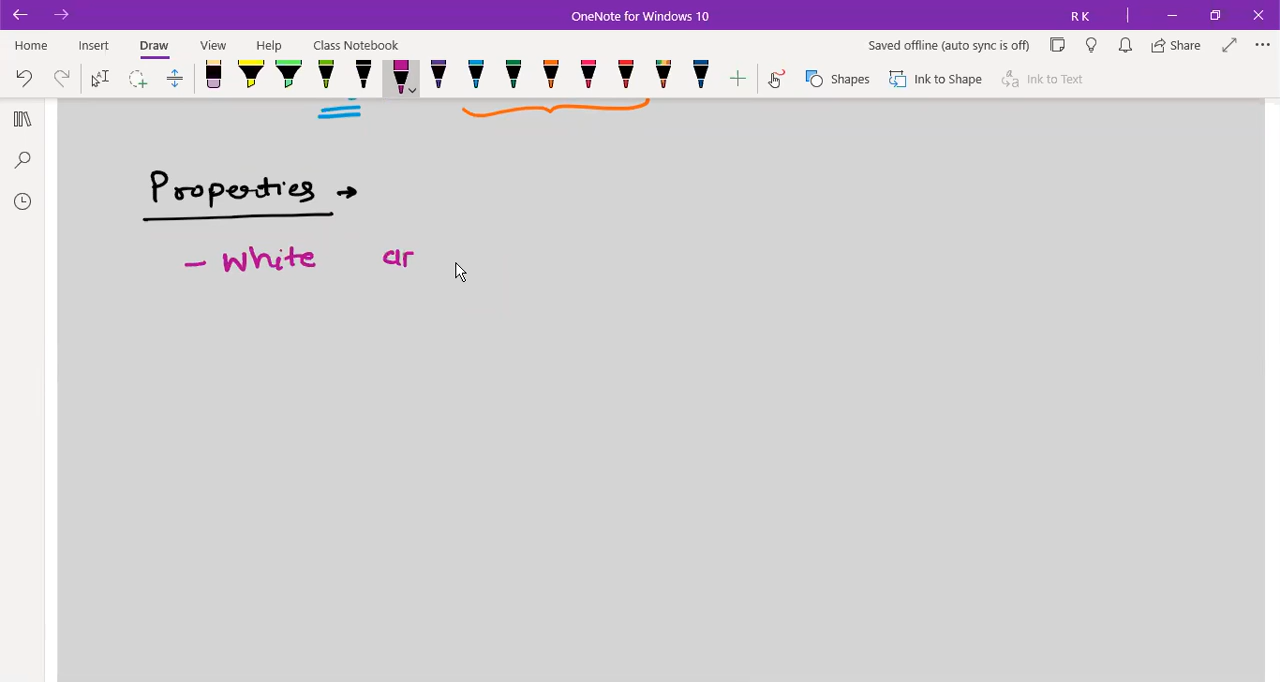 OneNote for Windows 10
R K
Home Insert Draw View Help Class Notebook
Saved offline (auto sync is off) Share
Shapes Ink to Shape Ink to Text
Properties →
- White ar